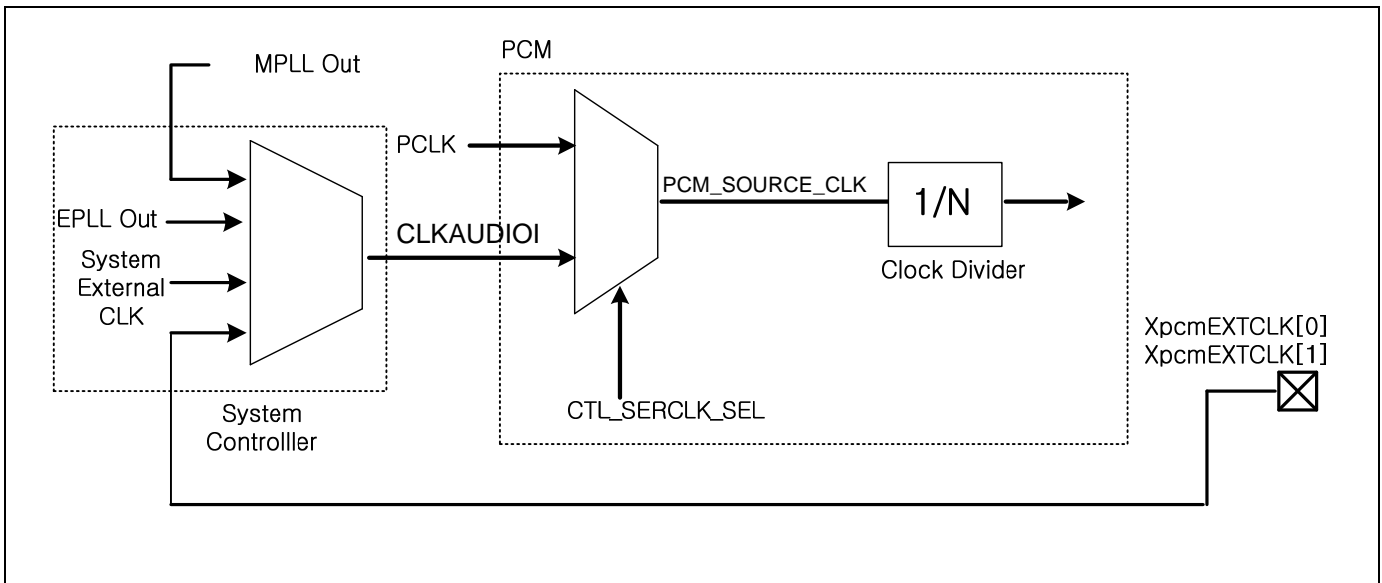 MPLL Out
PCM
PCLK
EPLL Out
CLKAUDIOI
System
External
CLK
PCM_SOURCE_CLK
1/N
Clock Divider
XpcmEXTCLK[0]
XpcmEXTCLK[1]
CTL_SERCLK_SEL
System
Controlller